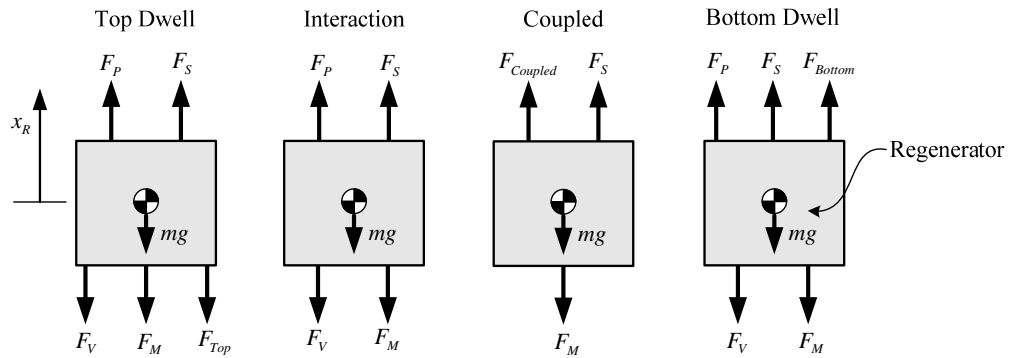 Top Dwell
Interaction
Coupled
Bottom Dwell
F_P
F_S
F_P
F_S
F_Coupled
F_S
F_P
F_S
F_Bottom
x_R
Regenerator
mg
mg
mg
mg
F_V
F_M
F_Top
F_V
F_M
F_M
F_V
F_M